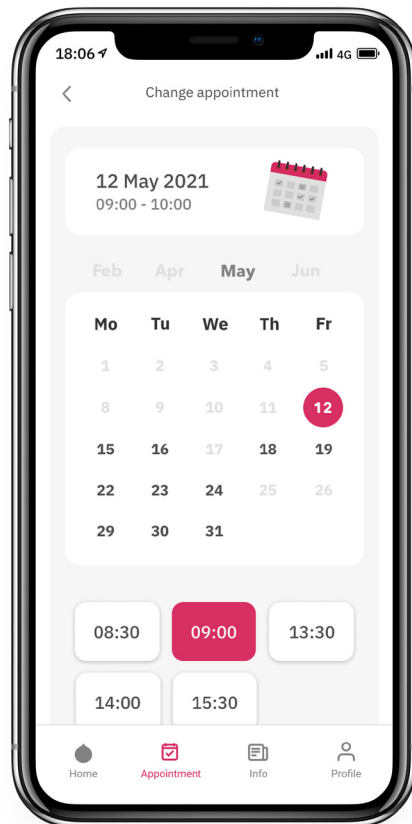 18:06 4G
Change appointment
12 May 2021
09:00 - 10:00
Feb Apr May Jun
Mo Tu We Th Fr
1 2 3 4 5
8 9 10 11 12
15 16 17 18 19
22 23 24 25 26
29 30 31
08:30 09:00 13:30
14:00 15:30
Home Appointment Info Profile